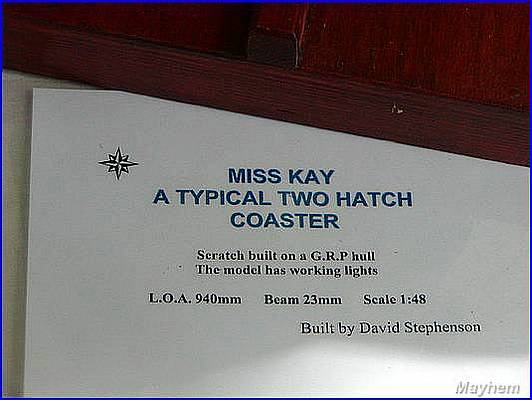 MISS KAY
A TYPICAL TWO HATCH
COASTER
Scratch built on a G.R.P hull
The model has working lights
L.O.A. 940mm Beam 23mm Scale 1:48
Built by David Stephenson
Mayhem